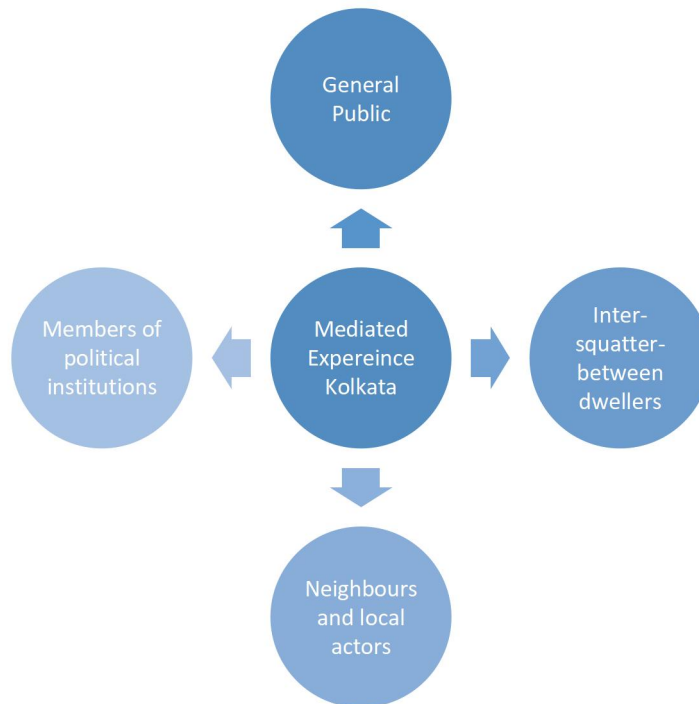 General
Public
Members of
political
institutions
Mediated
Expereince
Kolkata
Inter-
squatter-
between
dwellers
Neighbours
and local
actors